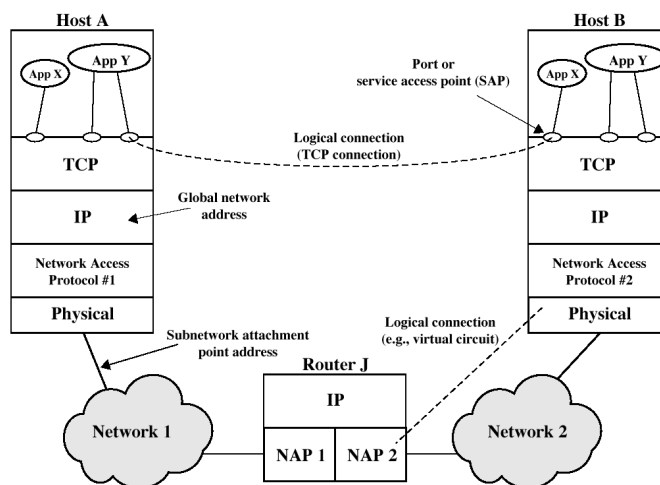 Host A
Host B
App X
App Y
Port or
service access point (SAP)
App X
App Y
Logical connection
(TCP connection)
TCP
TCP
Global network
address
IP
IP
Network Access
Protocol #1
Network Access
Protocol #2
Physical
Physical
Logical connection
(e.g., virtual circuit)
Subnetwork attachment
point address
Router J
IP
Network 1
NAP 1
NAP 2
Network 2